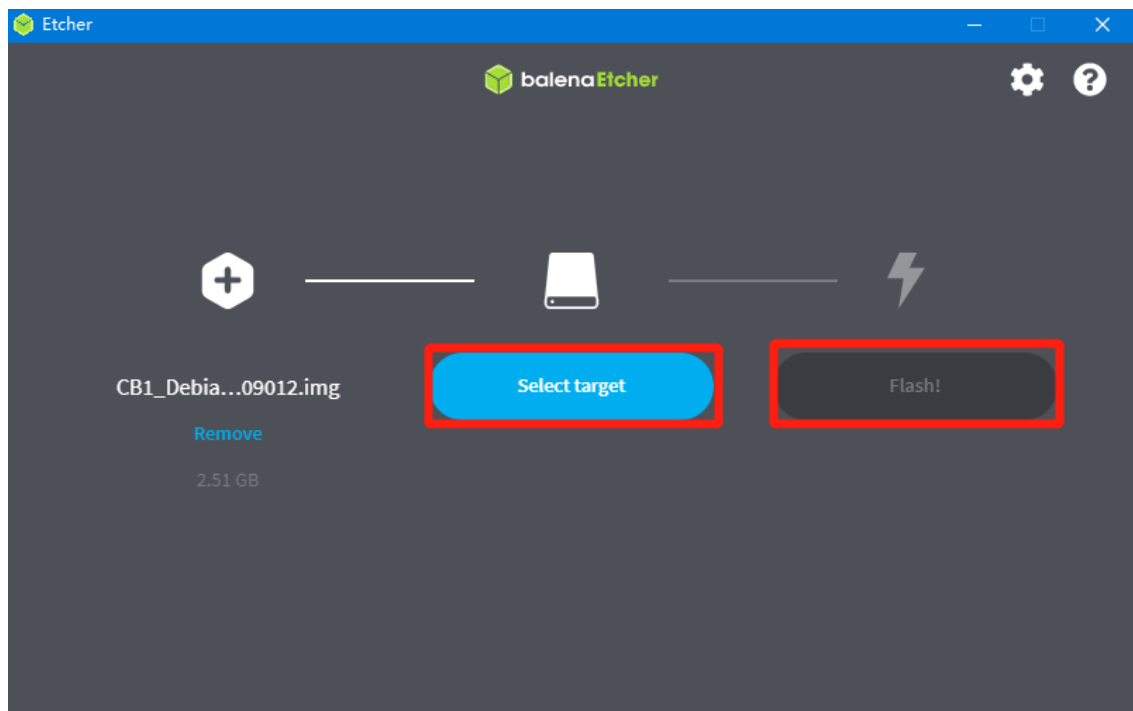 Etcher
balenaEtcher
CB1_Debia...09012.img
Select target
Flash!
Remove
2.51 GB